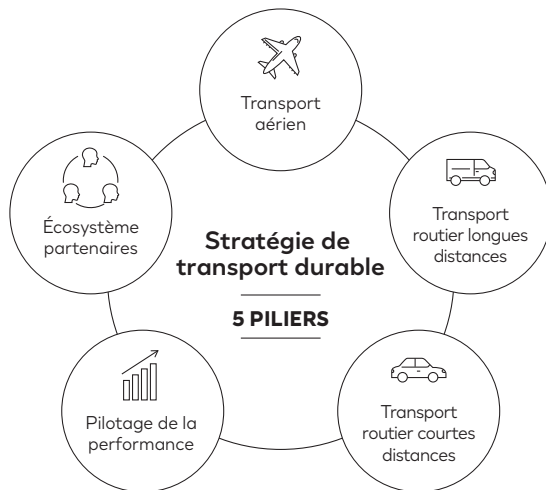 Transport
aérien
Écosystème
partenaires
Transport
routier longues
distances
Stratégie de
transport durable
5 PILIERS
Pilotage de la
performance
Transport
routier courtes
distances